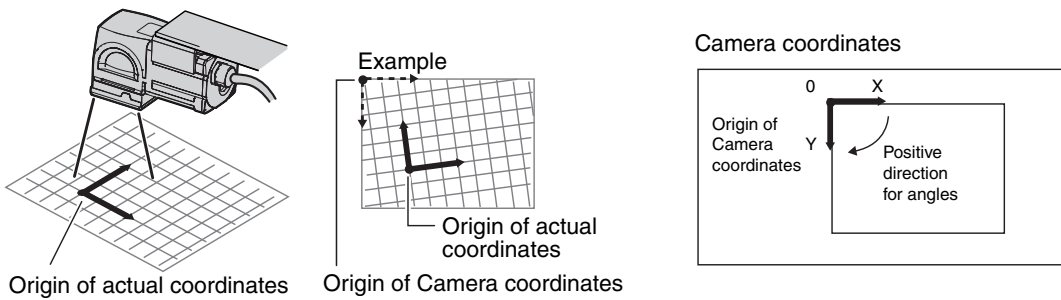 Origin of actual coordinates
Example
Origin of actual
coordinates
Origin of Camera coordinates
Camera coordinates
0 X
Origin of
Camera
coordinates
Y
Positive
direction
for angles